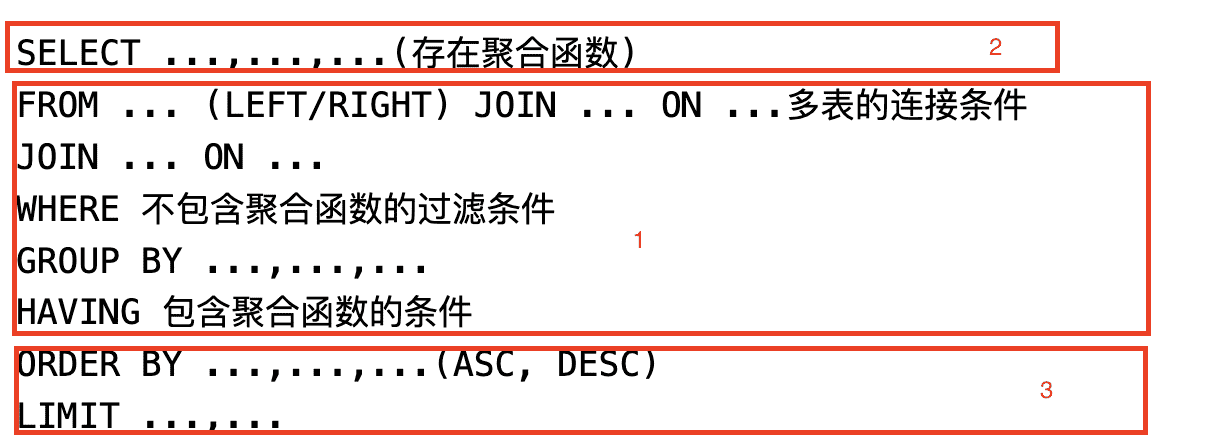 SELECT ...,...,...(存在聚合函数) 2
FROM ... (LEFT/RIGHT) JOIN ... ON ...多表的连接条件
JOIN ... ON ...
WHERE 不包含聚合函数的过滤条件
1
GROUP BY ...,...,...
HAVING 包含聚合函数的条件
ORDER BY ...,...,...(ASC, DESC)
3
LIMIT ...,...